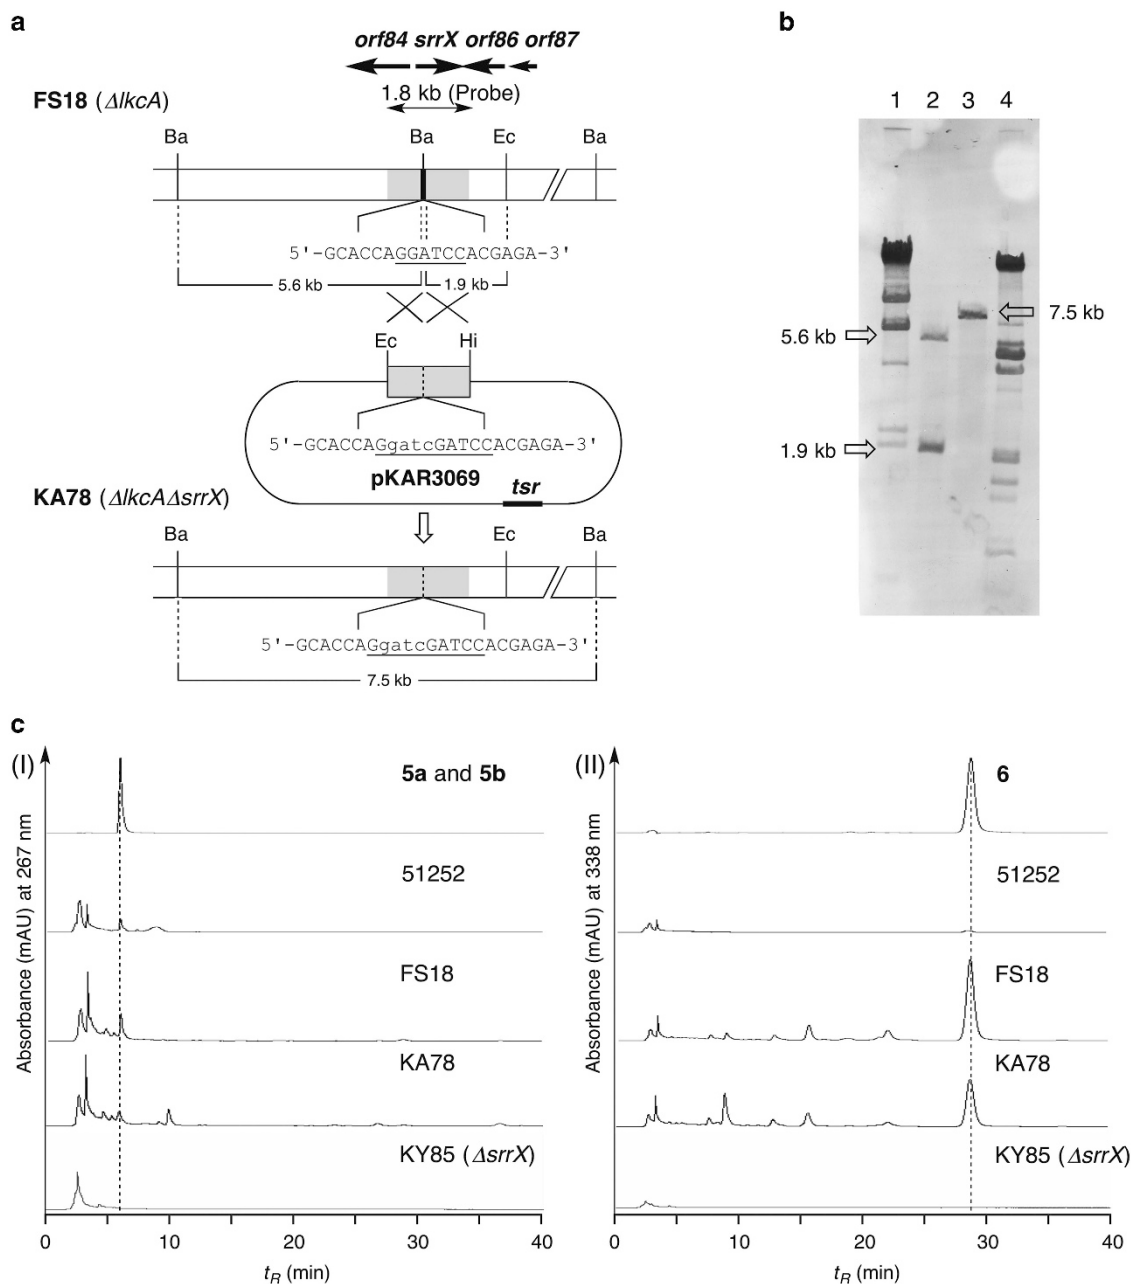 a
orf84 srrX orf86 orf87
1.8 kb (Probe)
FS18 (ΔlkcA)
Ba Ba Ec Ba
5'-GCACCAGGATCCACGAGA-3'
5.6 kb 1.9 kb
Ec Hi
5'-GCACCAGgatcGATCCACGAGA-3'
pKAR3069
tsr
KA78 (ΔlkcAΔsrrX)
Ba Ec Ba
5'-GCACCAGgatcGATCCACGAGA-3'
7.5 kb
b
1 2 3 4
7.5 kb
5.6 kb
1.9 kb
c
(I)
Absorbance (mAU) at 267 nm
5a and 5b
51252
FS18
KA78
KY85 (ΔsrrX)
0 10 20 30 40
tR (min)
(II)
Absorbance (mAU) at 338 nm
6
51252
FS18
KA78
KY85 (ΔsrrX)
0 10 20 30 40
tR (min)